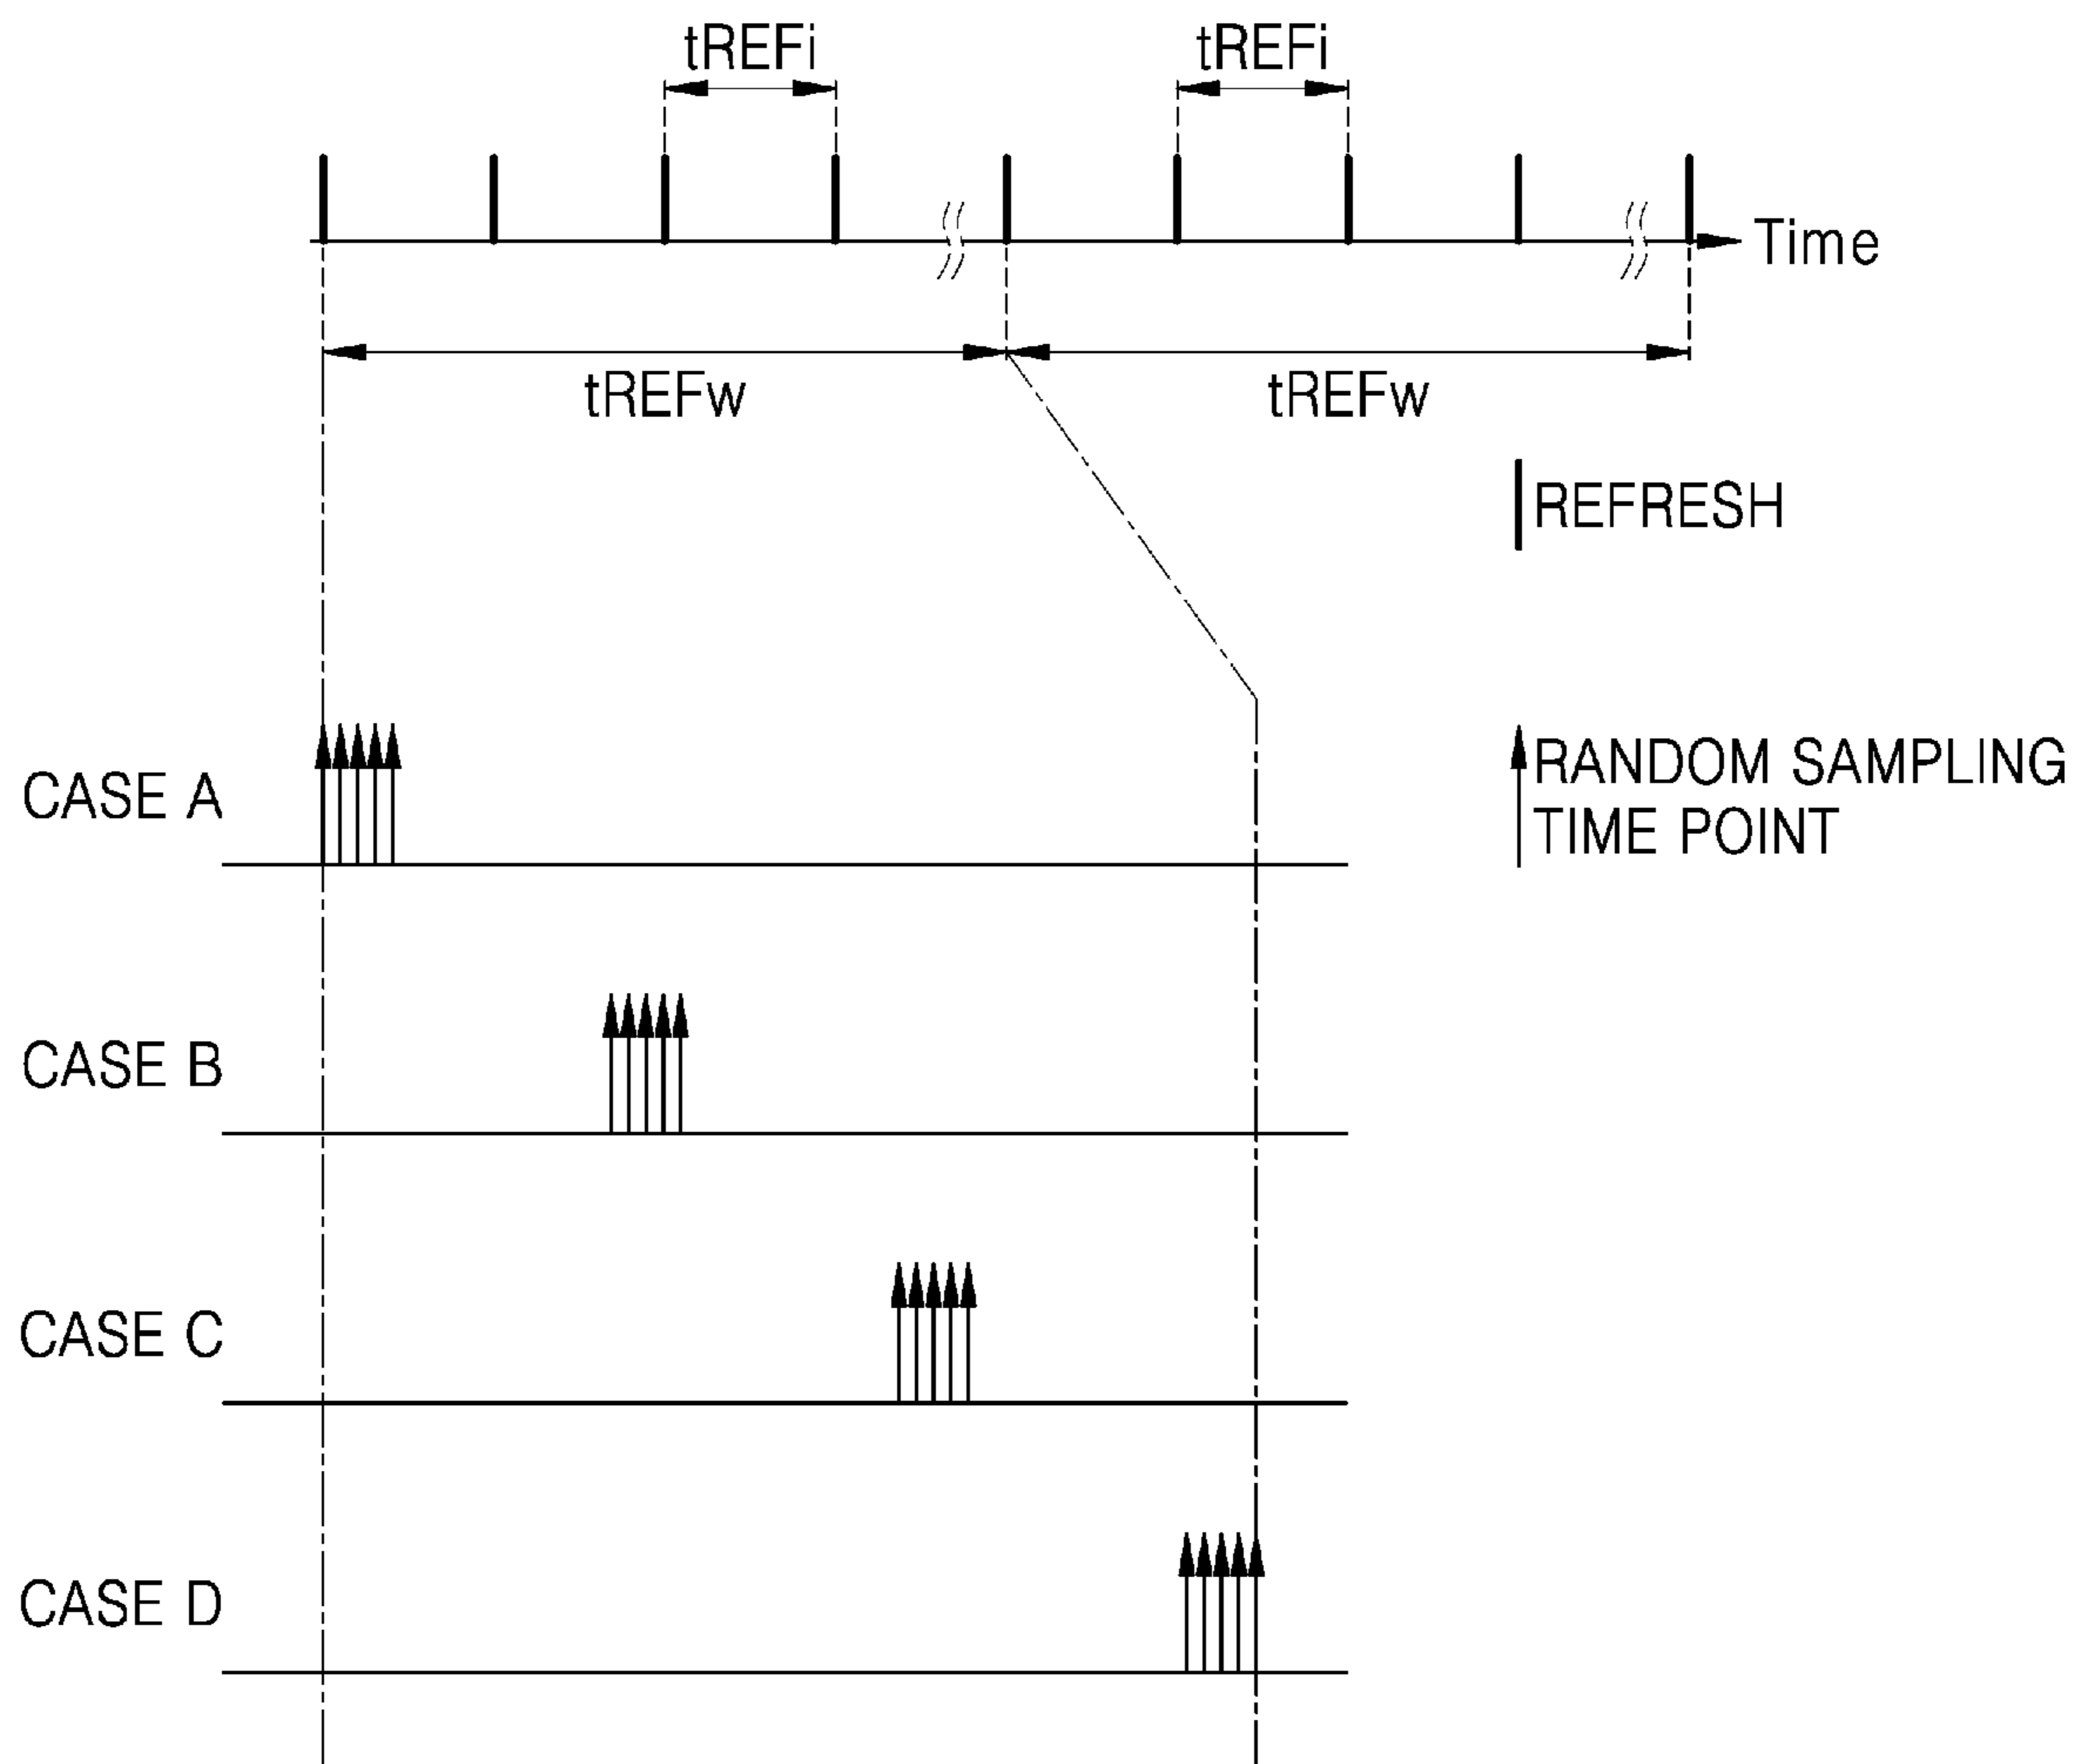 tREFi
tREFi
Time
tREFw
tREFw
REFRESH
CASE A
RANDOM SAMPLING
TIME POINT
CASE B
CASE C
CASE D